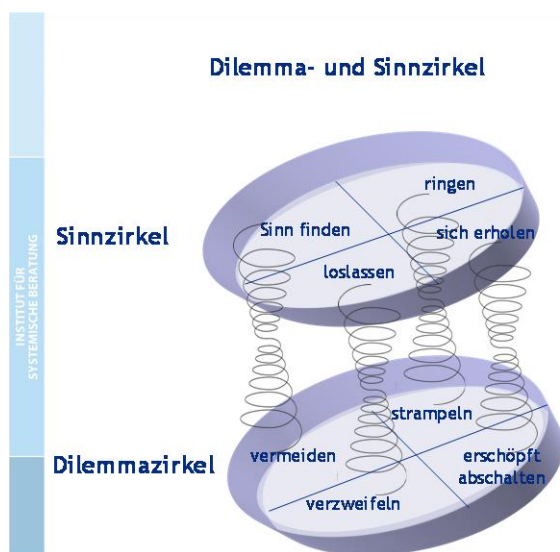 Dilemma- und Sinnzirkel
ringen
Sinn finden
sich erholen
Sinnzirkel
loslassen
INSTITUT FÜR
SYSTEMISCHE BERATUNG
strampeln
vermeiden
erschöpft
abschalten
Dilemmazirkel
verzweifeln